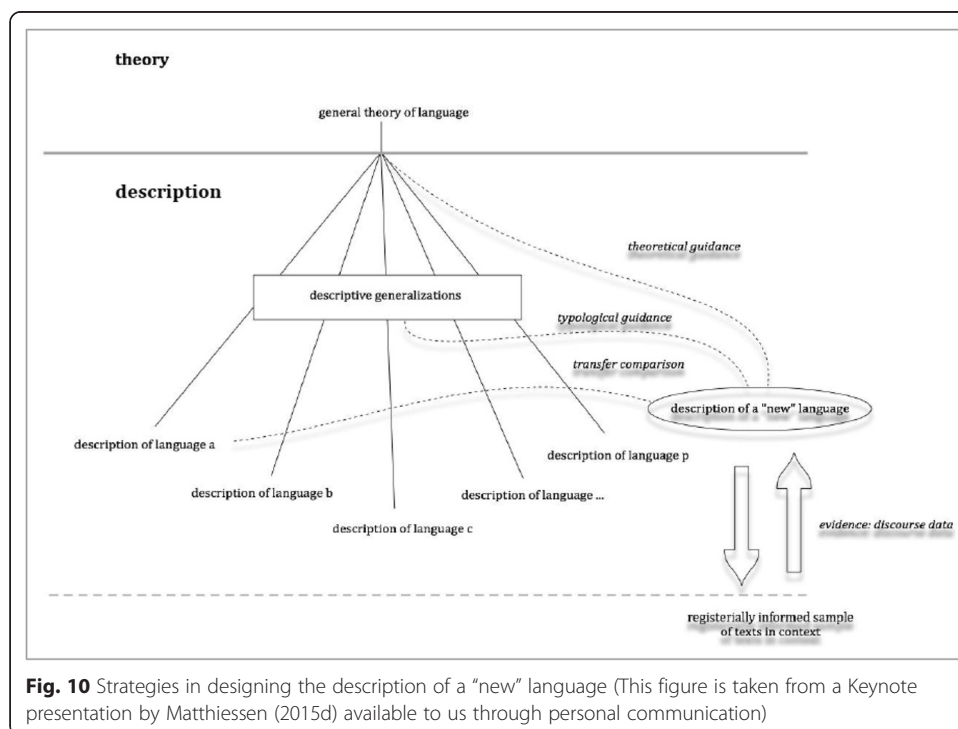 theory
general theory of language
description
theoretical guidance
descriptive generalizations
typological guidance
transfer comparison
description of a "new" language
description of language a
description of language p
description of language b
description of language ...
description of language c
evidence: discourse data
registerially informed sample
of texts in context
Fig. 10 Strategies in designing the description of a “new” language (This figure is taken from a Keynote
presentation by Matthiessen (2015d) available to us through personal communication)